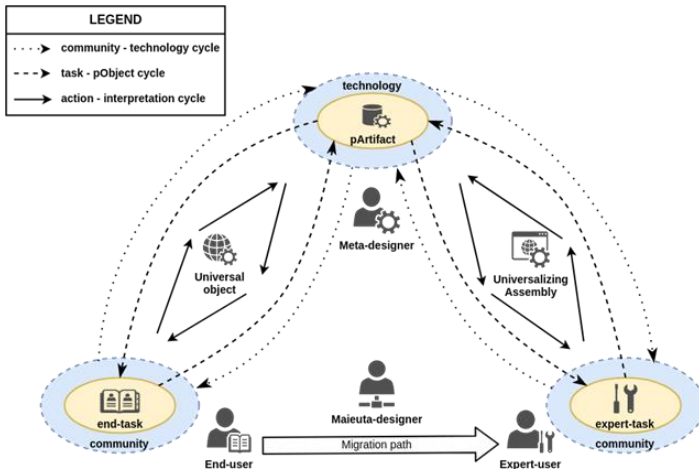 LEGEND
community - technology cycle
task - pObject cycle
action - interpretation cycle
technology
pArtifact
Meta-designer
Universal
object
Universalizing
Assembly
end-task
community
End-user
Maieuta-designer
Migration path
Expert-user
expert-task
community